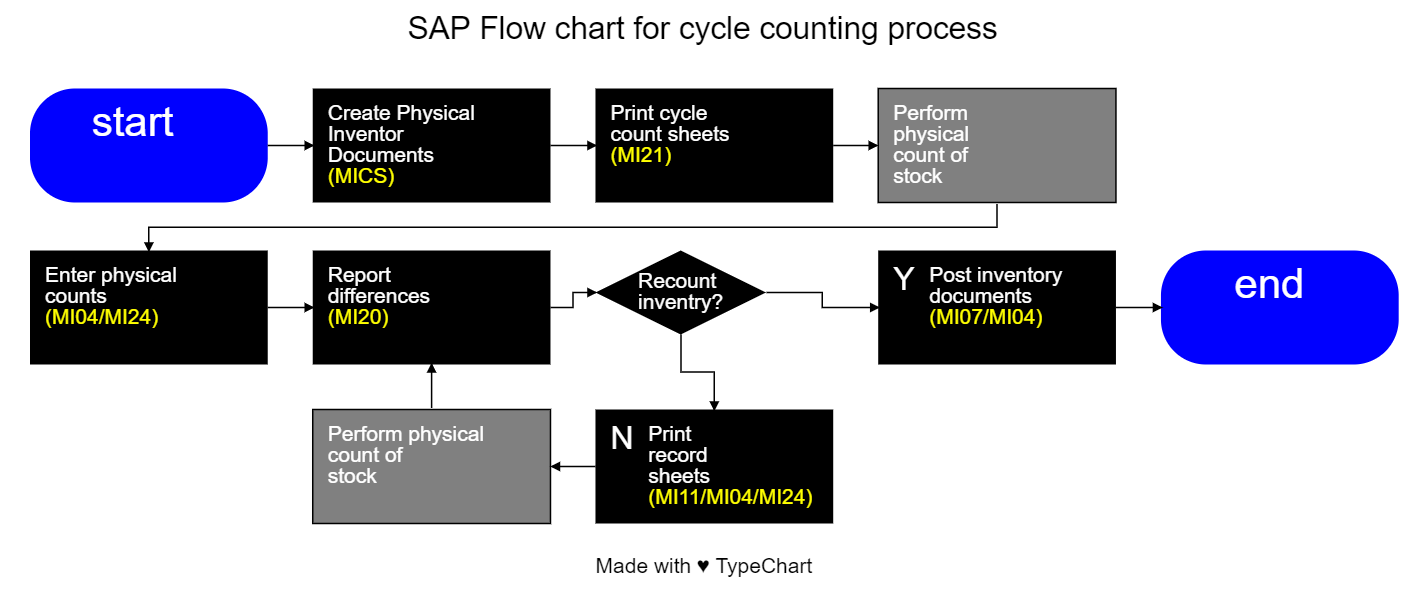 SAP Flow chart for cycle counting process
start
Create Physical
Inventor
Documents
(MICS)
Print cycle
count sheets
(MI21)
Perform
physical
count of
stock
Enter physical
counts
(MI04/MI24)
Report
differences
(MI20)
Recount
inventry?
Y
Post inventory
documents
(MI07/MI04)
end
Perform physical
count of
stock
N
Print
record
sheets
(MI11/MI04/MI24)
Made with ♥ TypeChart